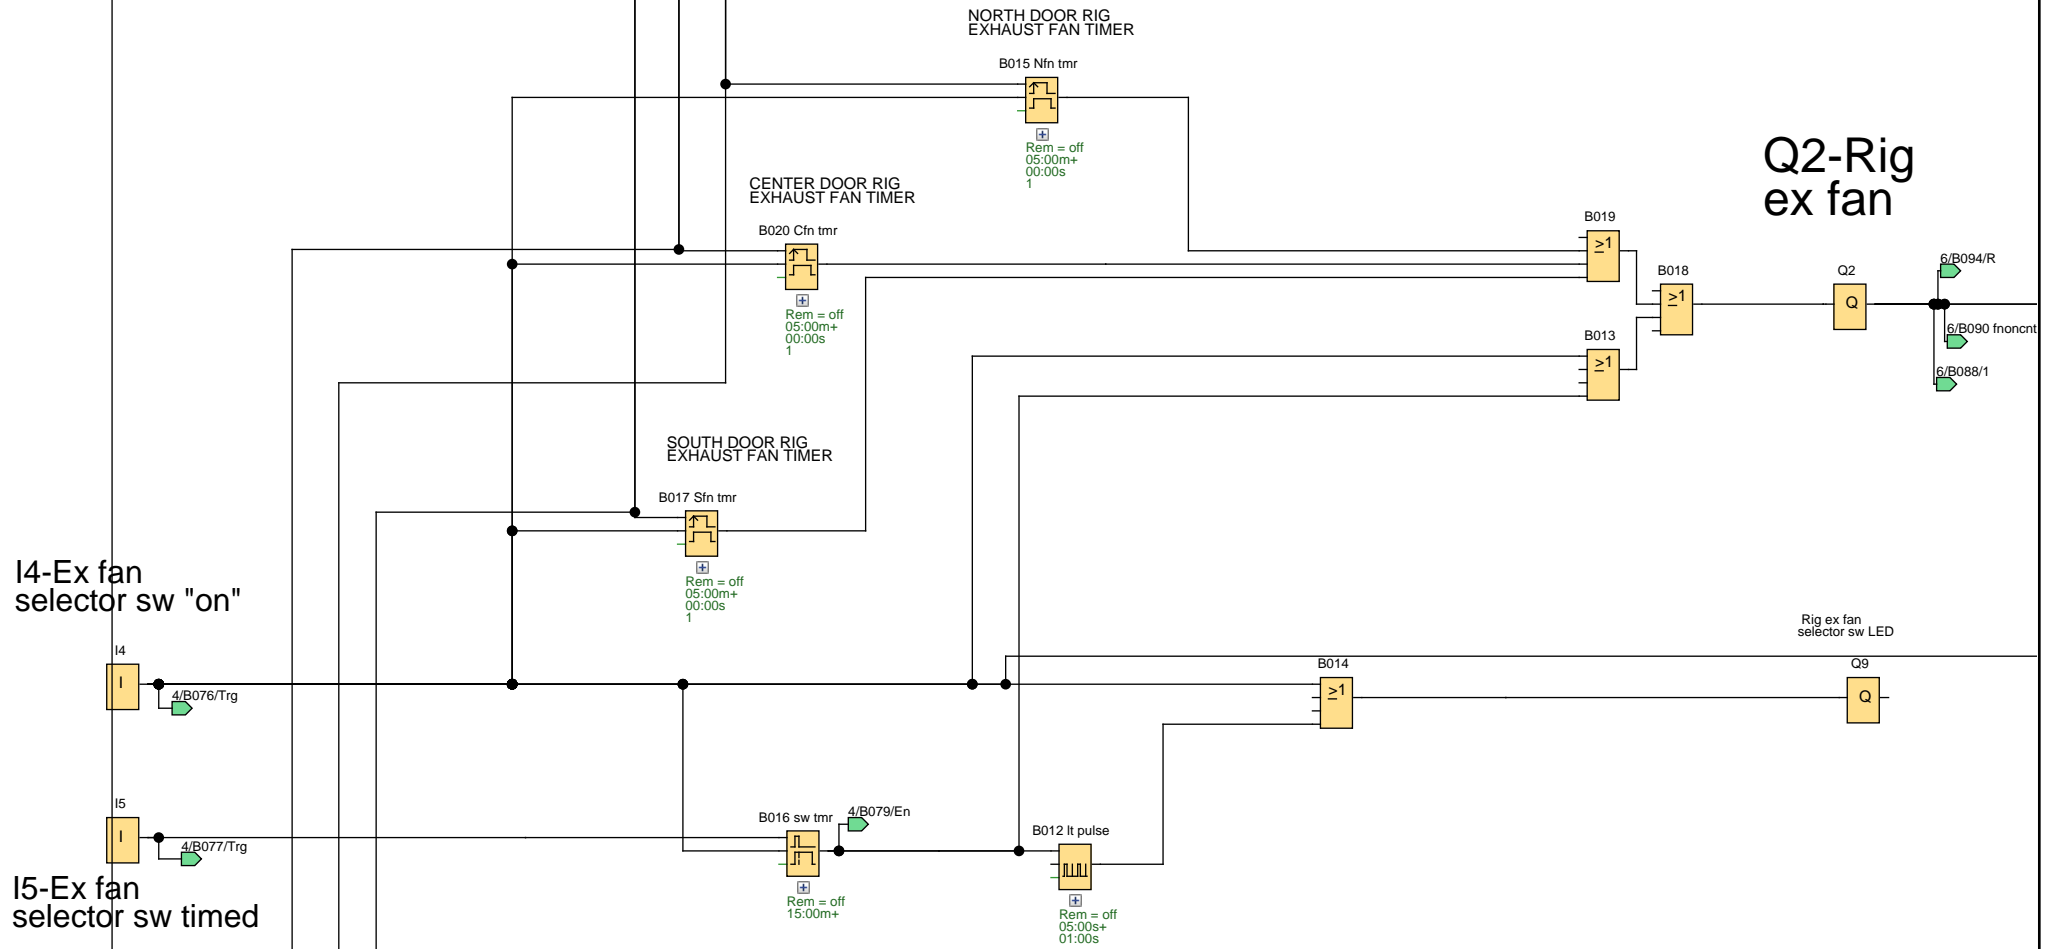 NORTH DOOR RIG
EXHAUST FAN TIMER
B015 Nfn tmr
Rem = off
05:00m+
00:00s
1
Q2-Rig
ex fan
CENTER DOOR RIG
EXHAUST FAN TIMER
B020 Cfn tmr
Rem = off
05:00m+
00:00s
1
B019
≥1
B018
≥1
Q2
Q
6/B094/R
6/B090 fnoncnt
6/B088/1
B013
≥1
SOUTH DOOR RIG
EXHAUST FAN TIMER
B017 Sfn tmr
Rem = off
05:00m+
00:00s
1
I4-Ex fan
selector sw "on"
I4
I
4/B076/Trg
Rig ex fan
selector sw LED
B014
≥1
Q9
Q
I5
I
4/B077/Trg
I5-Ex fan
selector sw timed
B016 sw tmr
Rem = off
15:00m+
4/B079/En
B012 lt pulse
Rem = off
05:00s+
01:00s